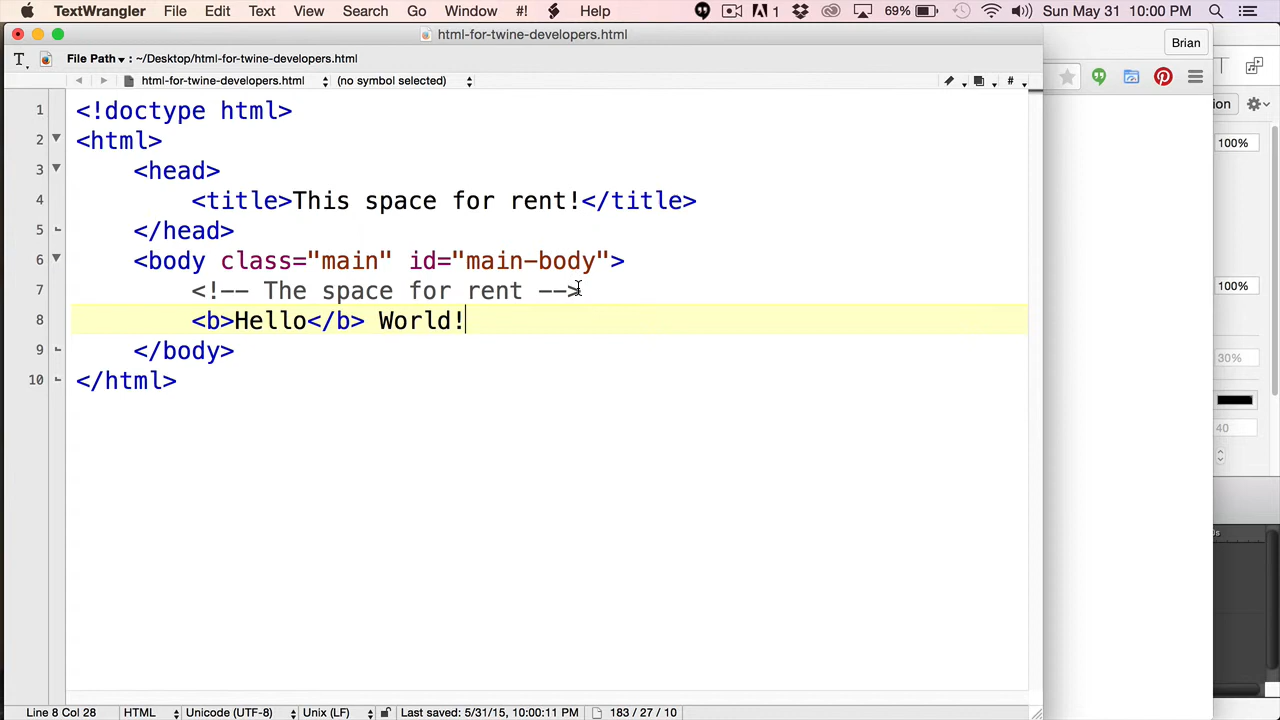 TextWrangler File Edit Text View Search Go Window #! Help 1 69% Sun May 31 10:00 PM
html-for-twine-developers.html
Brian
File Path : ~/Desktop/html-for-twine-developers.html
html-for-twine-developers.html (no symbol selected) #
1 <!doctype html>
2 <html>
3 <head>
4 <title>This space for rent!</title>
5 </head>
6 <body class="main" id="main-body">
7 <!-- The space for rent -->
8 <b>Hello</b> World!
9 </body>
10 </html>
100%
100%
30%
40
Line 8 Col 28 HTML Unicode (UTF-8) Unix (LF) Last saved: 5/31/15, 10:00:11 PM 183 / 27 / 10